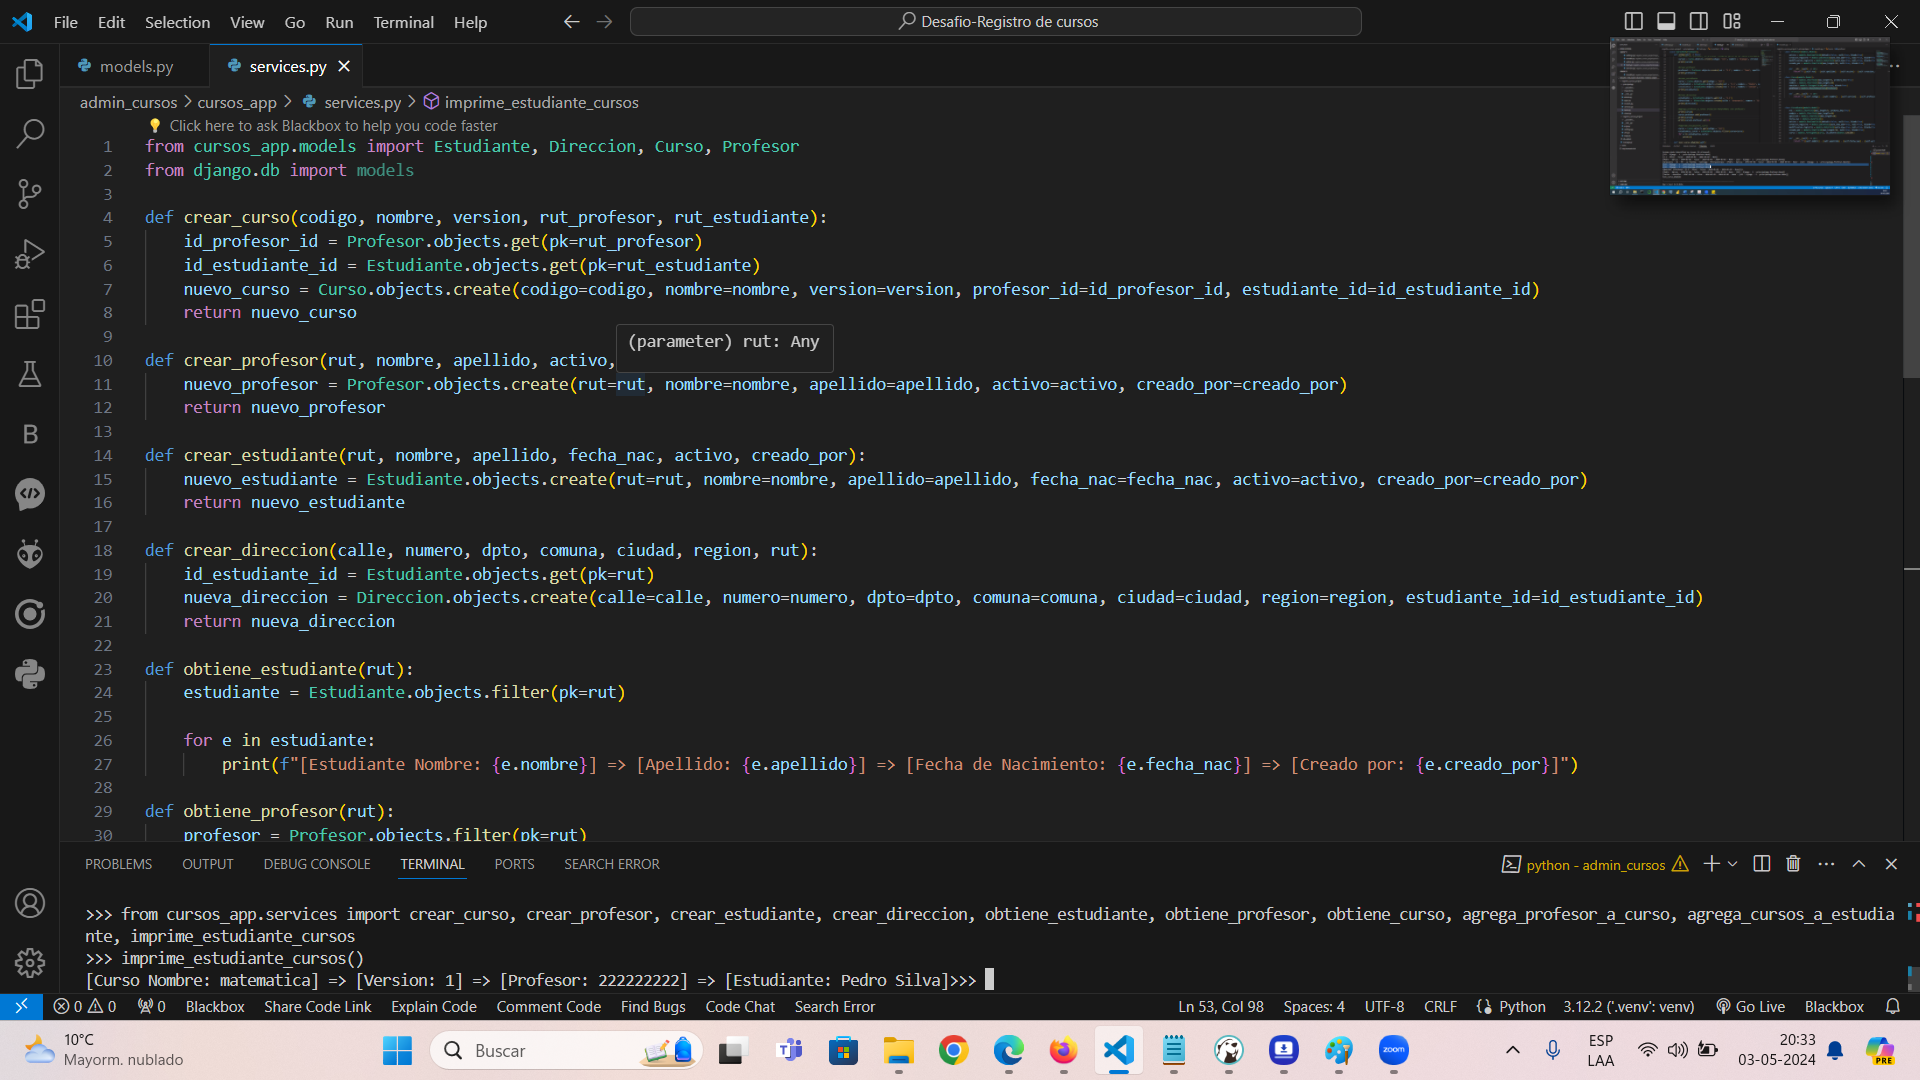 File Edit Selection View Go Run Terminal Help
Desafio-Registro de cursos
models.py services.py
admin_cursos > cursos_app > services.py > imprime_estudiante_cursos
Click here to ask Blackbox to help you code faster
1 from cursos_app.models import Estudiante, Direccion, Curso, Profesor
2 from django.db import models
3
4 def crear_curso(codigo, nombre, version, rut_profesor, rut_estudiante):
5 id_profesor_id = Profesor.objects.get(pk=rut_profesor)
6 id_estudiante_id = Estudiante.objects.get(pk=rut_estudiante)
7 nuevo_curso = Curso.objects.create(codigo=codigo, nombre=nombre, version=version, profesor_id=id_profesor_id, estudiante_id=id_estudiante_id)
8 return nuevo_curso
9
(parameter) rut: Any
10 def crear_profesor(rut, nombre, apellido, activo,
11 nuevo_profesor = Profesor.objects.create(rut=rut, nombre=nombre, apellido=apellido, activo=activo, creado_por=creado_por)
12 return nuevo_profesor
13
14 def crear_estudiante(rut, nombre, apellido, fecha_nac, activo, creado_por):
15 nuevo_estudiante = Estudiante.objects.create(rut=rut, nombre=nombre, apellido=apellido, fecha_nac=fecha_nac, activo=activo, creado_por=creado_por)
16 return nuevo_estudiante
17
18 def crear_direccion(calle, numero, dpto, comuna, ciudad, region, rut):
19 id_estudiante_id = Estudiante.objects.get(pk=rut)
20 nueva_direccion = Direccion.objects.create(calle=calle, numero=numero, dpto=dpto, comuna=comuna, ciudad=ciudad, region=region, estudiante_id=id_estudiante_id)
21 return nueva_direccion
22
23 def obtiene_estudiante(rut):
24 estudiante = Estudiante.objects.filter(pk=rut)
25
26 for e in estudiante:
27 print(f"[Estudiante Nombre: {e.nombre}] => [Apellido: {e.apellido}] => [Fecha de Nacimiento: {e.fecha_nac}] => [Creado por: {e.creado_por}]")
28
29 def obtiene_profesor(rut):
30 profesor = Profesor.objects.filter(pk=rut)
PROBLEMS OUTPUT DEBUG CONSOLE TERMINAL PORTS SEARCH ERROR
python - admin_cursos
>>> from cursos_app.services import crear_curso, crear_profesor, crear_estudiante, crear_direccion, obtiene_estudiante, obtiene_profesor, obtiene_curso, agrega_profesor_a_curso, agrega_cursos_a_estudia
nte, imprime_estudiante_cursos
>>> imprime_estudiante_cursos()
[Curso Nombre: matematica] => [Version: 1] => [Profesor: 222222222] => [Estudiante: Pedro Silva]>>>
0 0 0 Blackbox Share Code Link Explain Code Comment Code Find Bugs Code Chat Search Error Ln 53, Col 98 Spaces: 4 UTF-8 CRLF Python 3.12.2 ('.venv': venv) Go Live Blackbox
10°C
Mayorm. nublado
Buscar
zoom
ESP
LAA
20:33
03-05-2024
PRE